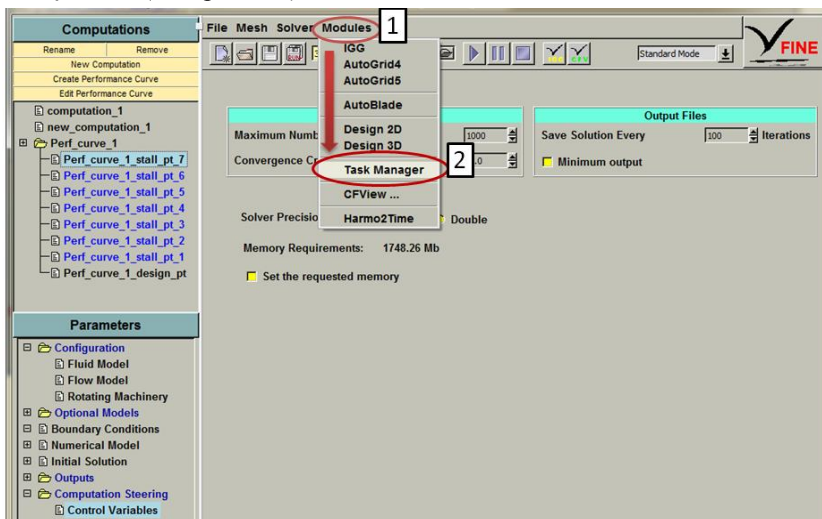 Computations
Rename Remove
New Computation
Create Performance Curve
Edit Performance Curve
computation_1
new_computation_1
Perf_curve_1
Perf_curve_1_stall_pt_7
Perf_curve_1_stall_pt_6
Perf_curve_1_stall_pt_5
Perf_curve_1_stall_pt_4
Perf_curve_1_stall_pt_3
Perf_curve_1_stall_pt_2
Perf_curve_1_stall_pt_1
Perf_curve_1_design_pt
Parameters
Configuration
Fluid Model
Flow Model
Rotating Machinery
Optional Models
Boundary Conditions
Numerical Model
Initial Solution
Outputs
Computation Steering
Control Variables
File Mesh Solver Modules 1
IGG
AutoGrid4
AutoGrid5
AutoBlade
Design 2D
Design 3D
Task Manager 2
CFView ...
Harmo2Time
Standard Mode
FINE
Maximum Numb 1000
Convergence Cr .0
Solver Precisio Double
Memory Requirements: 1748.26 Mb
Set the requested memory
Output Files
Save Solution Every 100 Iterations
Minimum output